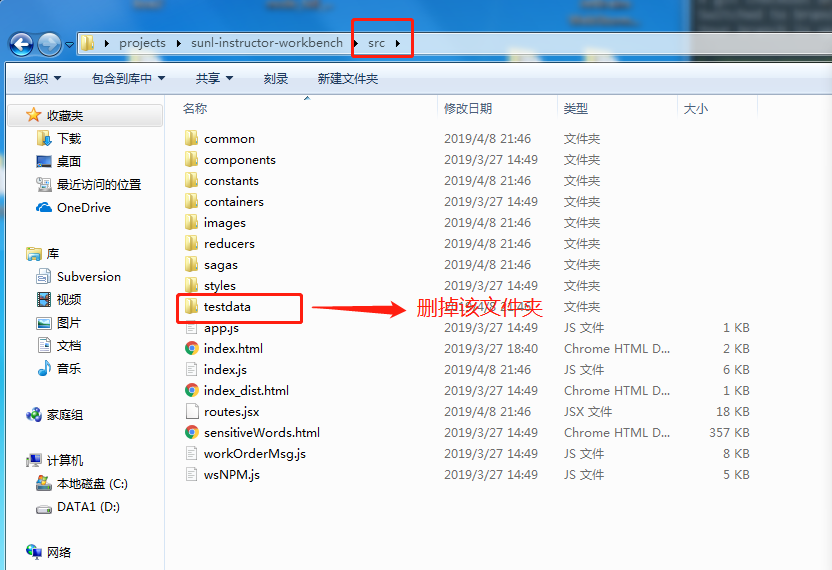 projects sunl-instructor-workbench src
组织 包含到库中 共享 刻录 新建文件夹
收藏夹
下载
桌面
最近访问的位置
OneDrive
库
Subversion
视频
图片
文档
音乐
家庭组
计算机
本地磁盘 (C:)
DATA1 (D:)
网络
名称 修改日期 类型 大小
common 2019/4/8 21:46 文件夹
components 2019/3/27 14:49 文件夹
constants 2019/4/8 21:46 文件夹
containers 2019/3/27 14:49 文件夹
images 2019/4/8 21:46 文件夹
reducers 2019/4/8 21:46 文件夹
sagas 2019/4/8 21:46 文件夹
styles 2019/3/27 14:49 文件夹
testdata 2019/4/8 21:46 文件夹
删掉该文件夹
app.js 2019/3/27 14:49 JS 文件 1 KB
index.html 2019/3/27 18:40 Chrome HTML D... 2 KB
index.js 2019/4/8 21:46 JS 文件 6 KB
index_dist.html 2019/3/27 14:49 Chrome HTML D... 1 KB
routes.jsx 2019/4/8 21:46 JSX 文件 18 KB
sensitiveWords.html 2019/3/27 14:49 Chrome HTML D... 357 KB
workOrderMsg.js 2019/3/27 14:49 JS 文件 8 KB
wsNPM.js 2019/3/27 14:49 JS 文件 5 KB